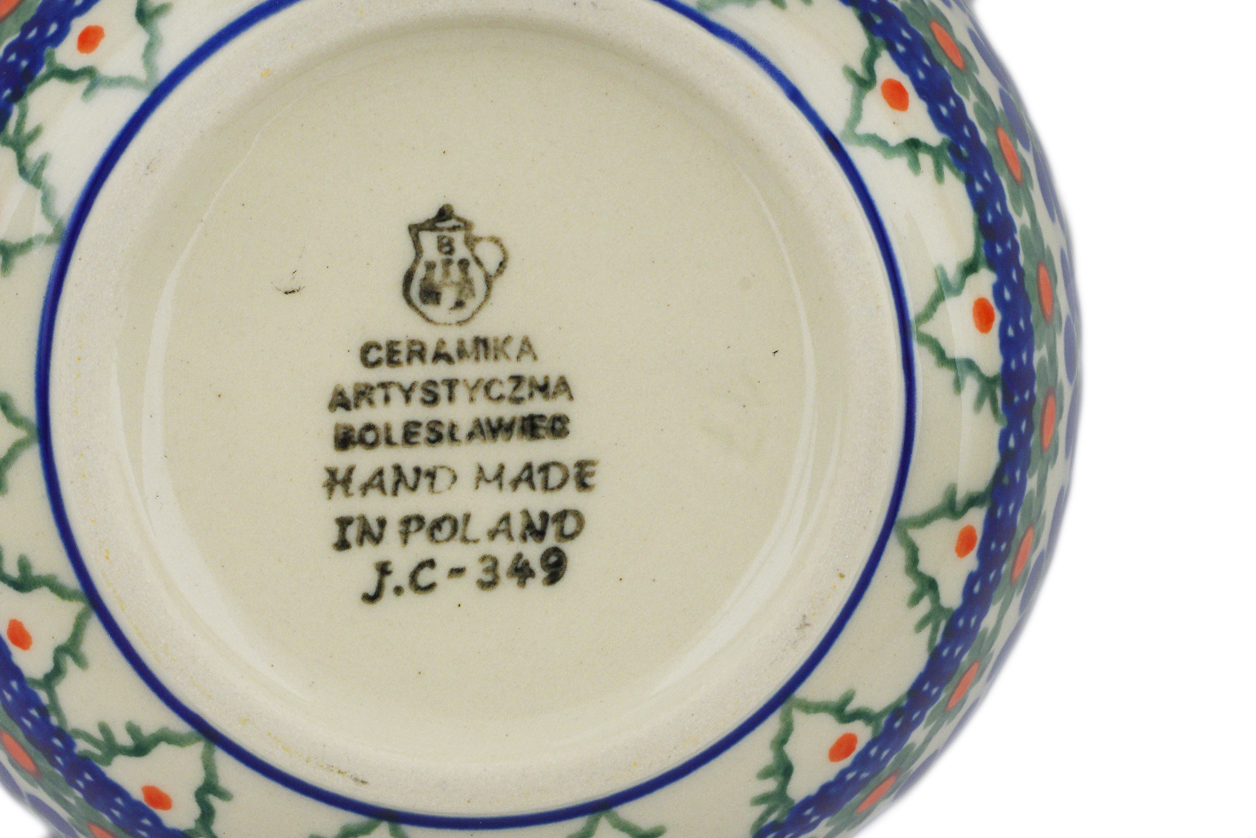 B
CERAMIKA
ARTYSTYCZNA
BOLESŁAWIEC
HAND MADE
IN POLAND
J.C-349